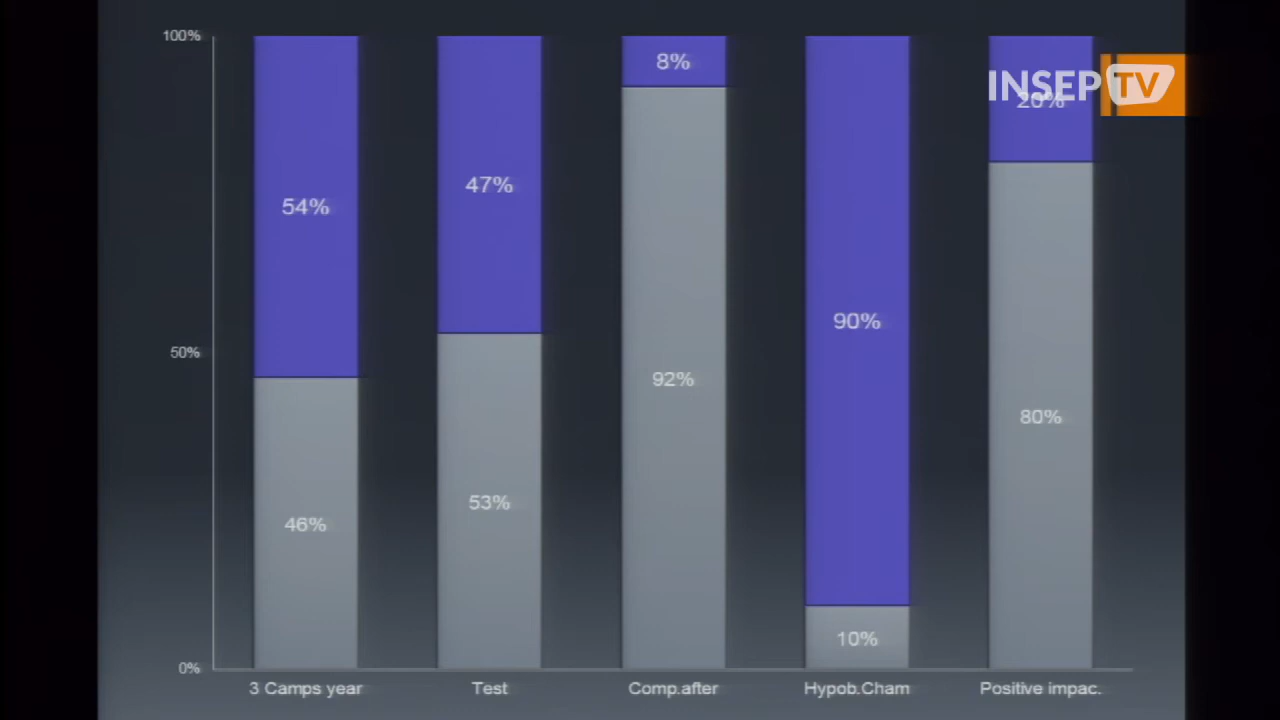 100%
8%
INSEP TV
20%
47%
54%
90%
50%
92%
80%
53%
46%
10%
0%
3 Camps year
Test
Comp.after
Hypob.Cham
Positive impac.